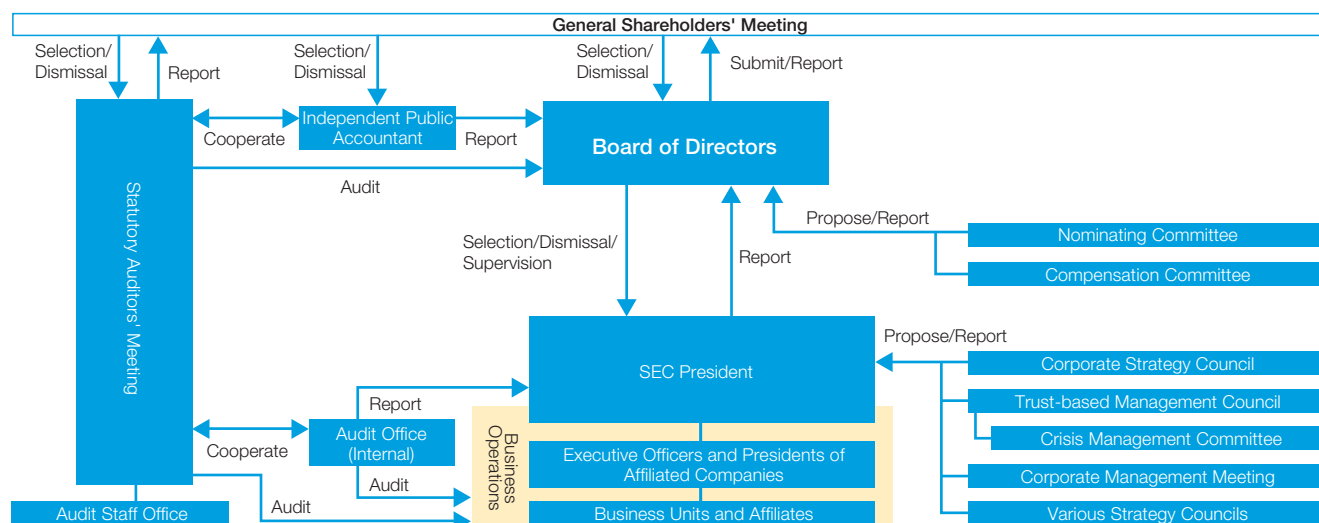 General Shareholders' Meeting
Selection/
Dismissal
Report
Selection/
Dismissal
Selection/
Dismissal
Submit/Report
Independent Public
Accountant
Cooperate
Report
Board of Directors
Audit
Statutory Auditors' Meeting
Selection/Dismissal/
Supervision
Report
Propose/Report
Nominating Committee
Compensation Committee
SEC President
Propose/Report
Corporate Strategy Council
Trust-based Management Council
Crisis Management Committee
Corporate Management Meeting
Various Strategy Councils
Report
Cooperate
Audit Office
(Internal)
Audit
Business
Operations
Executive Officers and Presidents of
Affiliated Companies
Business Units and Affiliates
Audit Staff Office
Audit